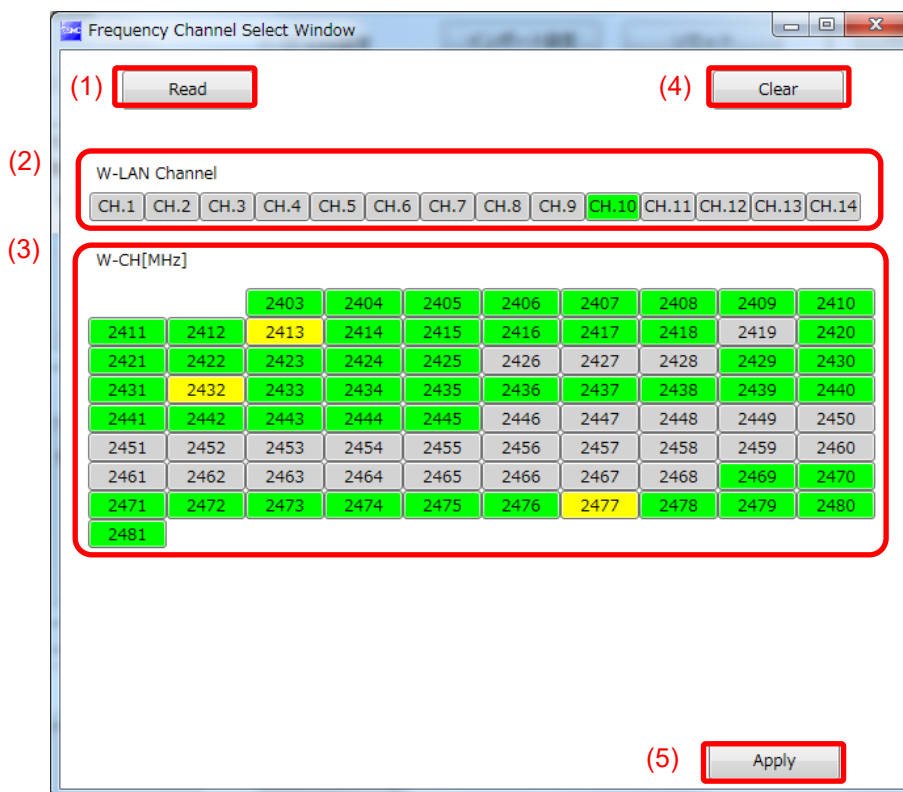 Frequency Channel Select Window
(1) Read (4) Clear
(2)
W-LAN Channel
CH.1 CH.2 CH.3 CH.4 CH.5 CH.6 CH.7 CH.8 CH.9 CH.10 CH.11 CH.12 CH.13 CH.14
(3)
W-CH[MHz]
2403 2404 2405 2406 2407 2408 2409 2410
2411 2412 2413 2414 2415 2416 2417 2418 2419 2420
2421 2422 2423 2424 2425 2426 2427 2428 2429 2430
2431 2432 2433 2434 2435 2436 2437 2438 2439 2440
2441 2442 2443 2444 2445 2446 2447 2448 2449 2450
2451 2452 2453 2454 2455 2456 2457 2458 2459 2460
2461 2462 2463 2464 2465 2466 2467 2468 2469 2470
2471 2472 2473 2474 2475 2476 2477 2478 2479 2480
2481
(5) Apply